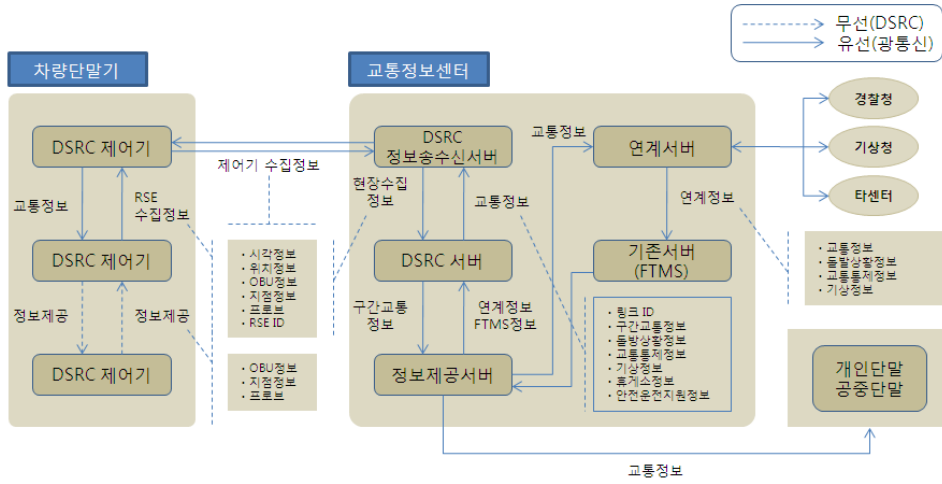 무선(DSRC)
유선(광통신)
차량단말기
교통정보센터
DSRC 제어기
교통정보
RSE
수집정보
DSRC 제어기
정보제공
정보제공
DSRC 제어기
제어기 수집정보
· 시각정보
· 위치정보
· OBU정보
· 지점정보
· 프로브
· RSE ID
· OBU정보
· 지점정보
· 프로브
DSRC
정보송수신서버
현장수집
정보
교통정보
DSRC 서버
구간교통
정보
연계정보
FTMS정보
정보제공서버
교통정보
연계서버
연계정보
기존서버
(FTMS)
· 링크 ID
· 구간교통정보
· 돌방상황정보
· 교통통제정보
· 기상정보
· 휴게소정보
· 안전운전지원정보
경찰청
기상청
타센터
· 교통정보
· 돌발상황정보
· 교통통제정보
· 기상정보
개인단말
공중단말
교통정보